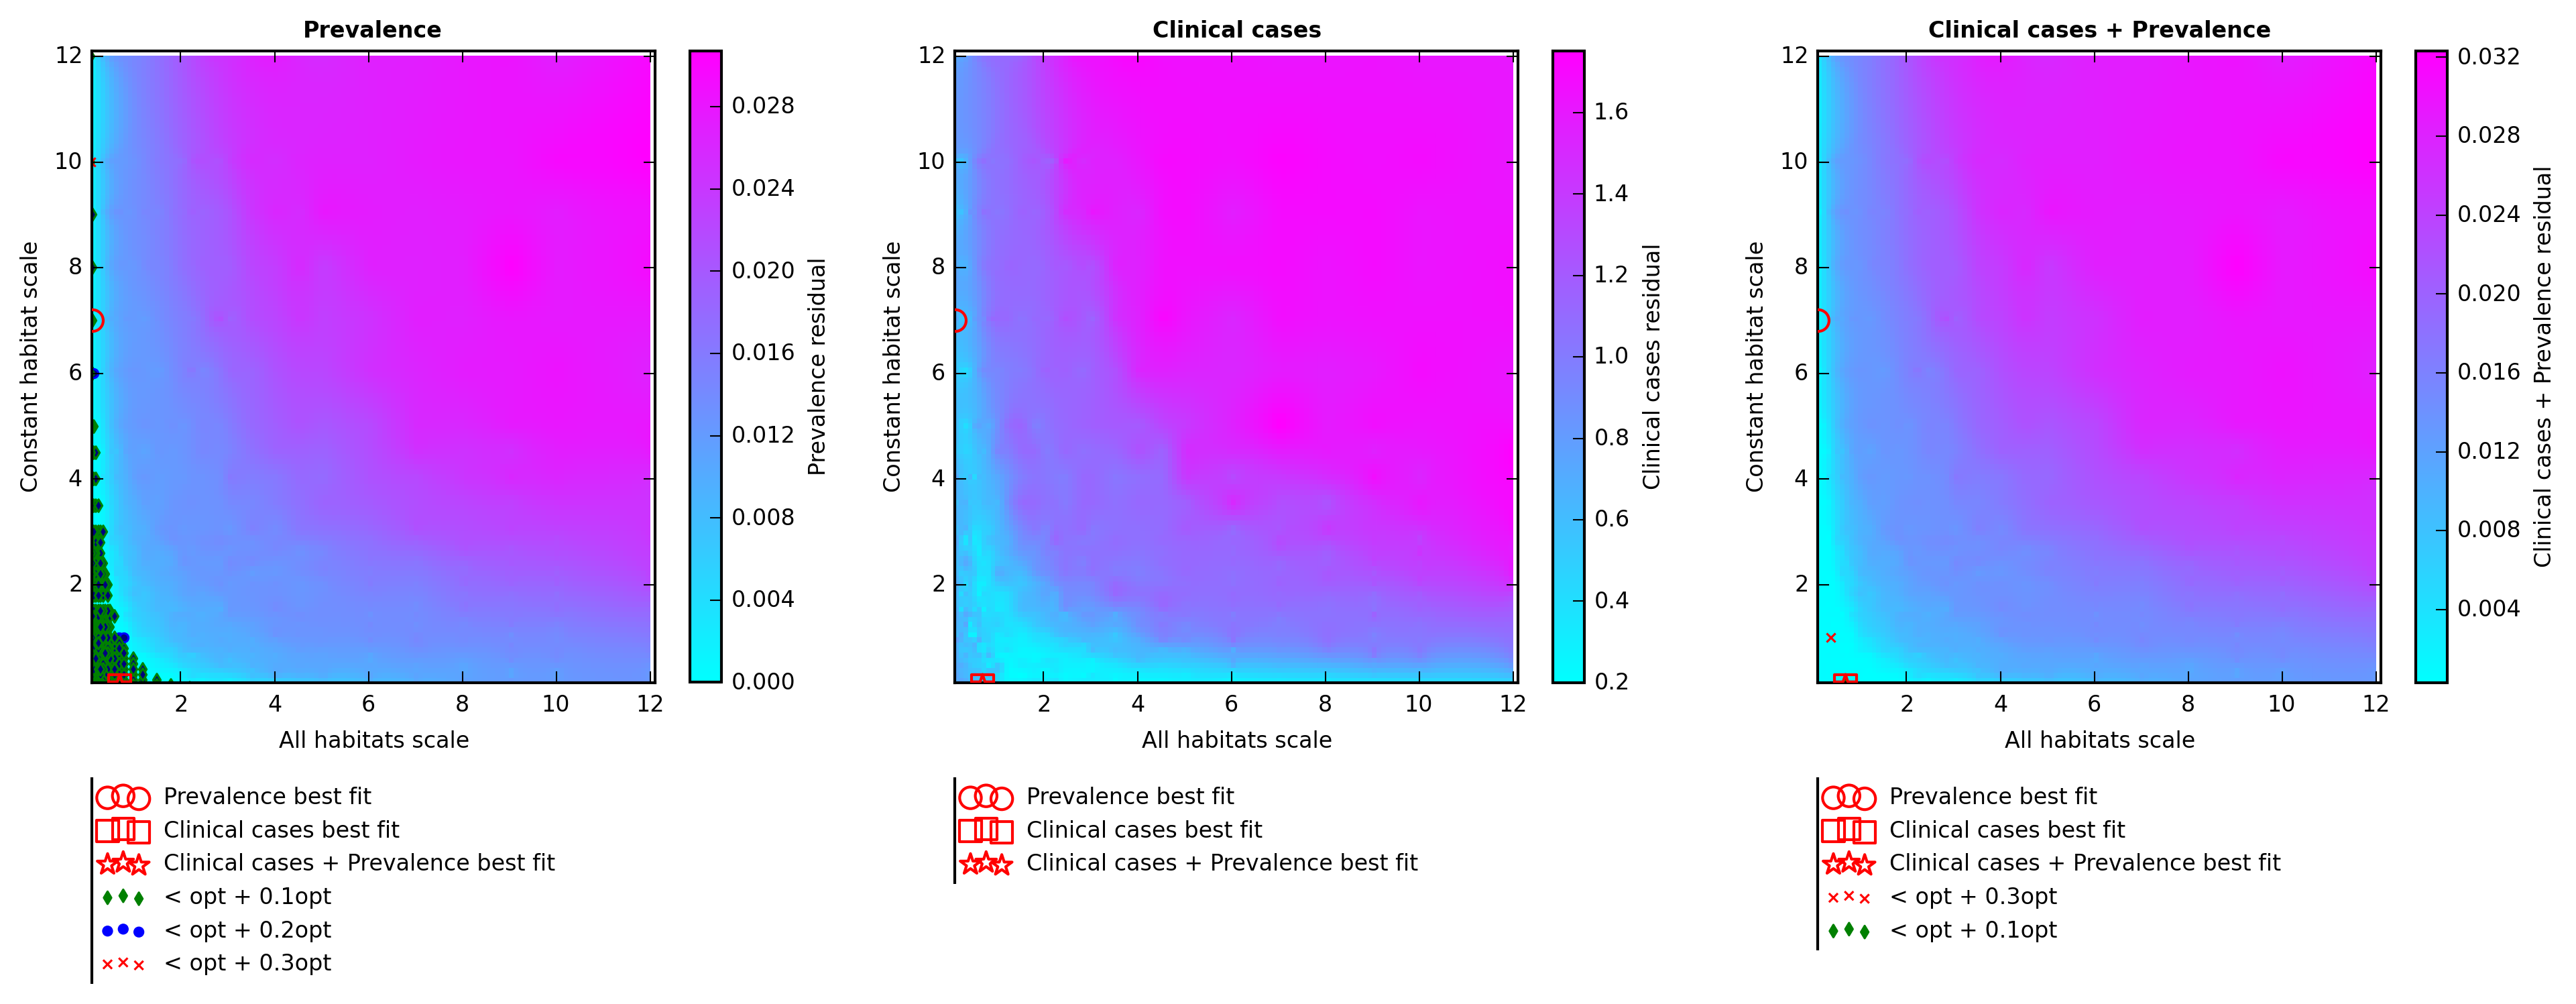 Prevalence
12
10
8
6
4
2
Constant habitat scale
2 4 6 8 10 12
All habitats scale
0.028
0.024
0.020
0.016
0.012
0.008
0.004
0.000
Prevalence residual
Prevalence best fit
Clinical cases best fit
Clinical cases + Prevalence best fit
< opt + 0.1opt
< opt + 0.2opt
< opt + 0.3opt
Clinical cases
12
10
8
6
4
2
Constant habitat scale
2 4 6 8 10 12
All habitats scale
1.6
1.4
1.2
1.0
0.8
0.6
0.4
0.2
Clinical cases residual
Prevalence best fit
Clinical cases best fit
Clinical cases + Prevalence best fit
Clinical cases + Prevalence
12
10
8
6
4
2
Constant habitat scale
2 4 6 8 10 12
All habitats scale
0.032
0.028
0.024
0.020
0.016
0.012
0.008
0.004
Clinical cases + Prevalence residual
Prevalence best fit
Clinical cases best fit
Clinical cases + Prevalence best fit
< opt + 0.3opt
< opt + 0.1opt